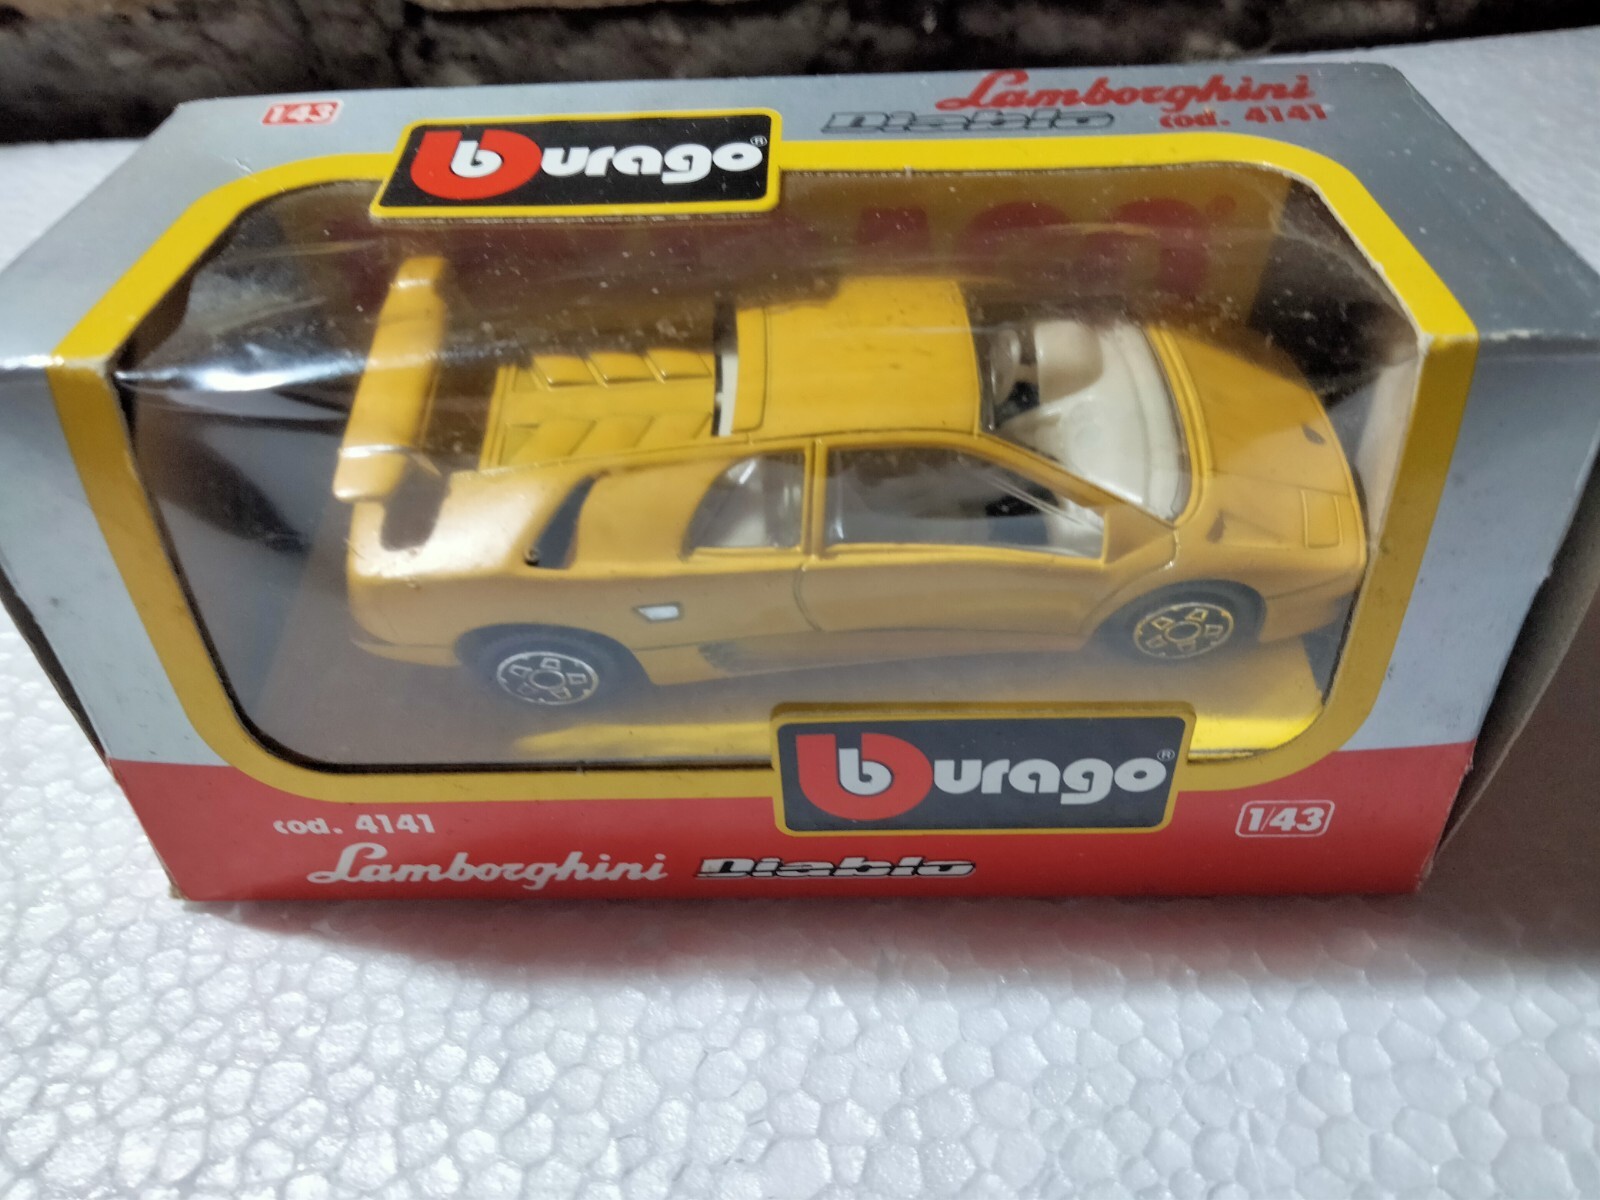 1:43
burago®
Lamborghini
Diablo cod. 4141
burago®
1/43
cod. 4141
Lamborghini Diablo